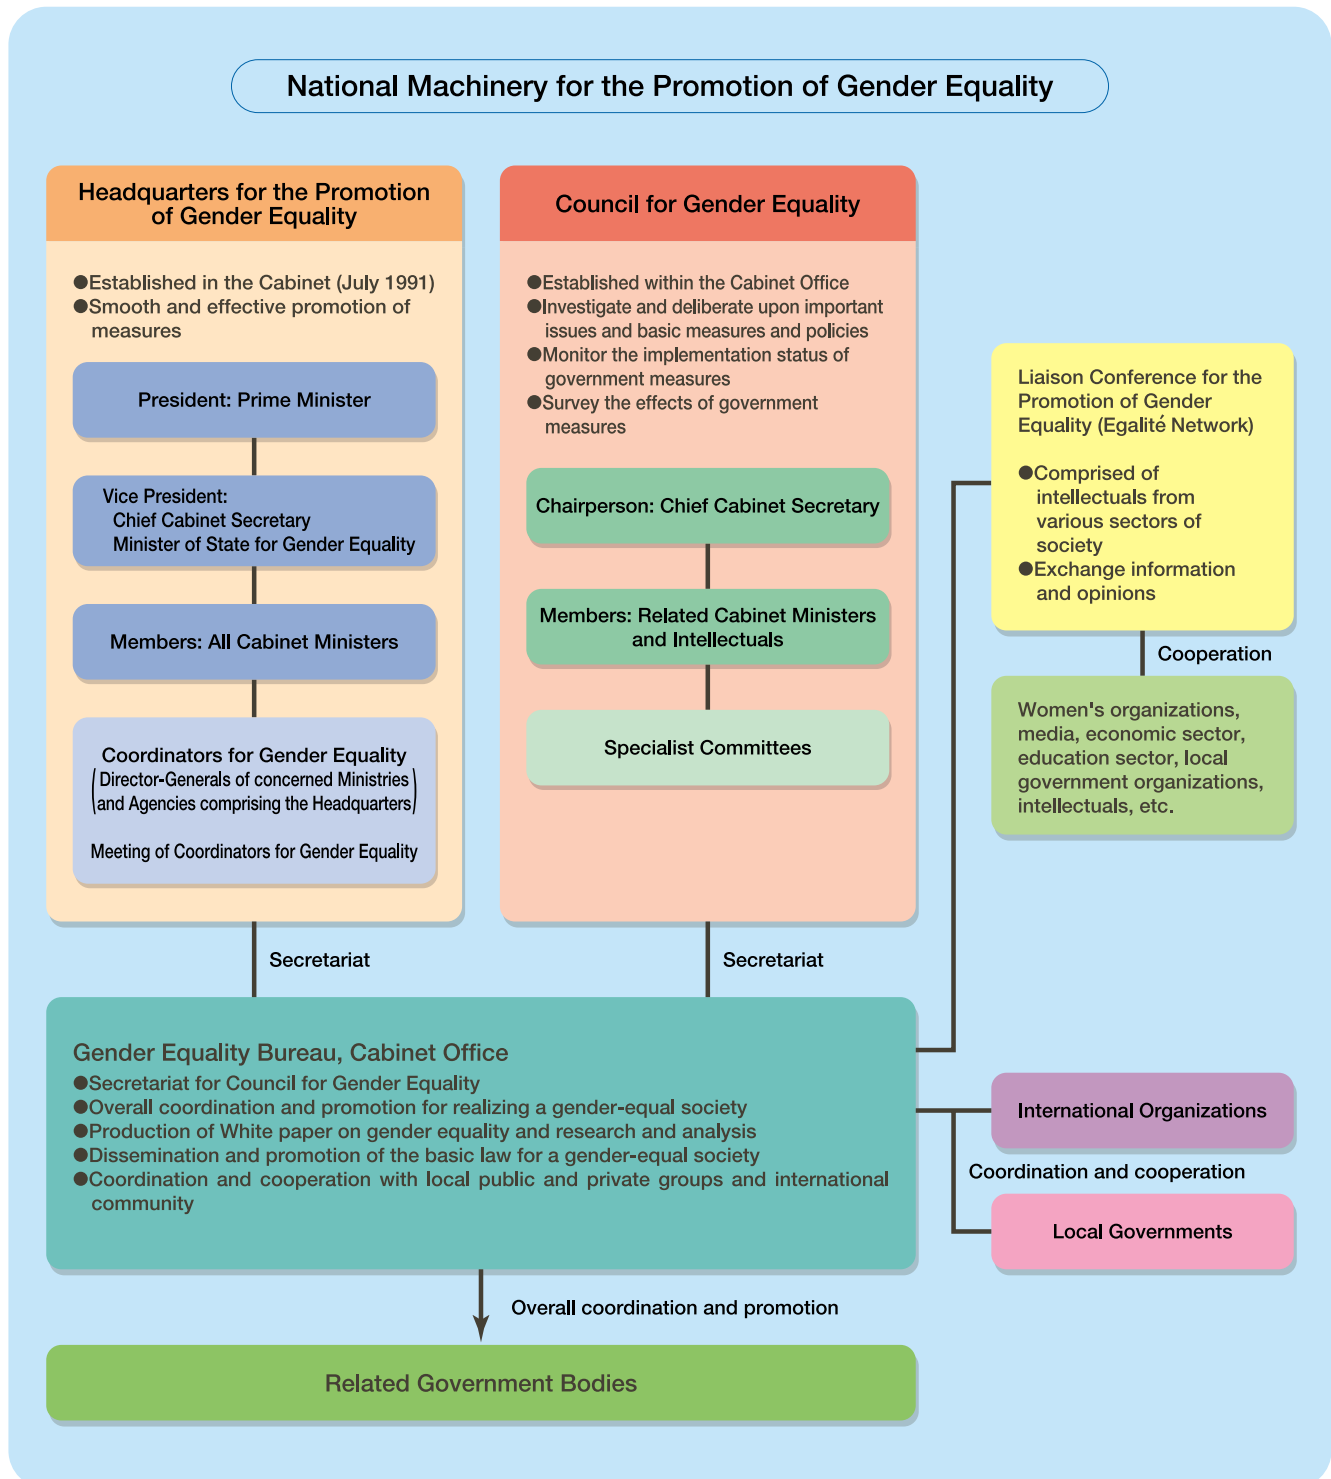 National Machinery for the Promotion of Gender Equality
Headquarters for the Promotion
of Gender Equality
●Established in the Cabinet (July 1991)
●Smooth and effective promotion of
measures
President: Prime Minister
Vice President:
Chief Cabinet Secretary
Minister of State for Gender Equality
Members: All Cabinet Ministers
Coordinators for Gender Equality
(Director-Generals of concerned Ministries
and Agencies comprising the Headquarters)
Meeting of Coordinators for Gender Equality
Council for Gender Equality
●Established within the Cabinet Office
●Investigate and deliberate upon important
issues and basic measures and policies
●Monitor the implementation status of
government measures
●Survey the effects of government
measures
Chairperson: Chief Cabinet Secretary
Members: Related Cabinet Ministers
and Intellectuals
Specialist Committees
Liaison Conference for the
Promotion of Gender
Equality (Egalité Network)
●Comprised of
intellectuals from
various sectors of
society
●Exchange information
and opinions
Cooperation
Women's organizations,
media, economic sector,
education sector, local
government organizations,
intellectuals, etc.
Secretariat
Secretariat
Gender Equality Bureau, Cabinet Office
●Secretariat for Council for Gender Equality
●Overall coordination and promotion for realizing a gender-equal society
●Production of White paper on gender equality and research and analysis
●Dissemination and promotion of the basic law for a gender-equal society
●Coordination and cooperation with local public and private groups and international
community
International Organizations
Coordination and cooperation
Local Governments
Overall coordination and promotion
Related Government Bodies